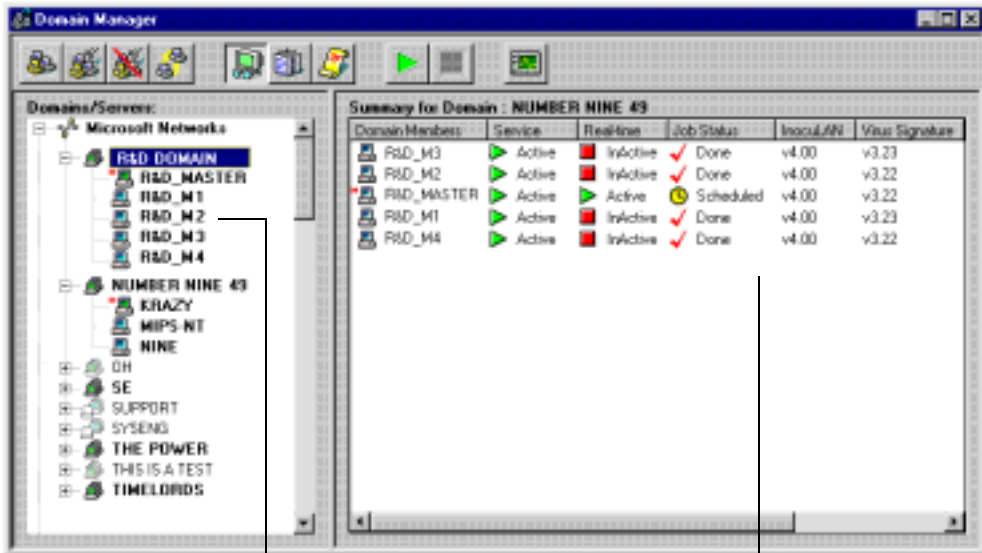 Domain Manager
Domains/Servers:
Microsoft Networks
R&D DOMAIN
R&D_MASTER
R&D_M1
R&D_M2
R&D_M3
R&D_M4
NUMBER NINE 49
KRAZY
MIPS-NT
NINE
OH
SE
SUPPORT
SYSENG
THE POWER
THIS IS A TEST
TIMELORDS
Summary for Domain : NUMBER NINE 49
Domain Members Service Real-time Job Status InocuLAN Virus Signature
R&D_M3 Active InActive Done v4.00 v3.23
R&D_M2 Active InActive Done v4.00 v3.22
*R&D_MASTER Active Active Scheduled v4.00 v3.22
R&D_M1 Active InActive Done v4.00 v3.23
R&D_M4 Active InActive Done v4.00 v3.22